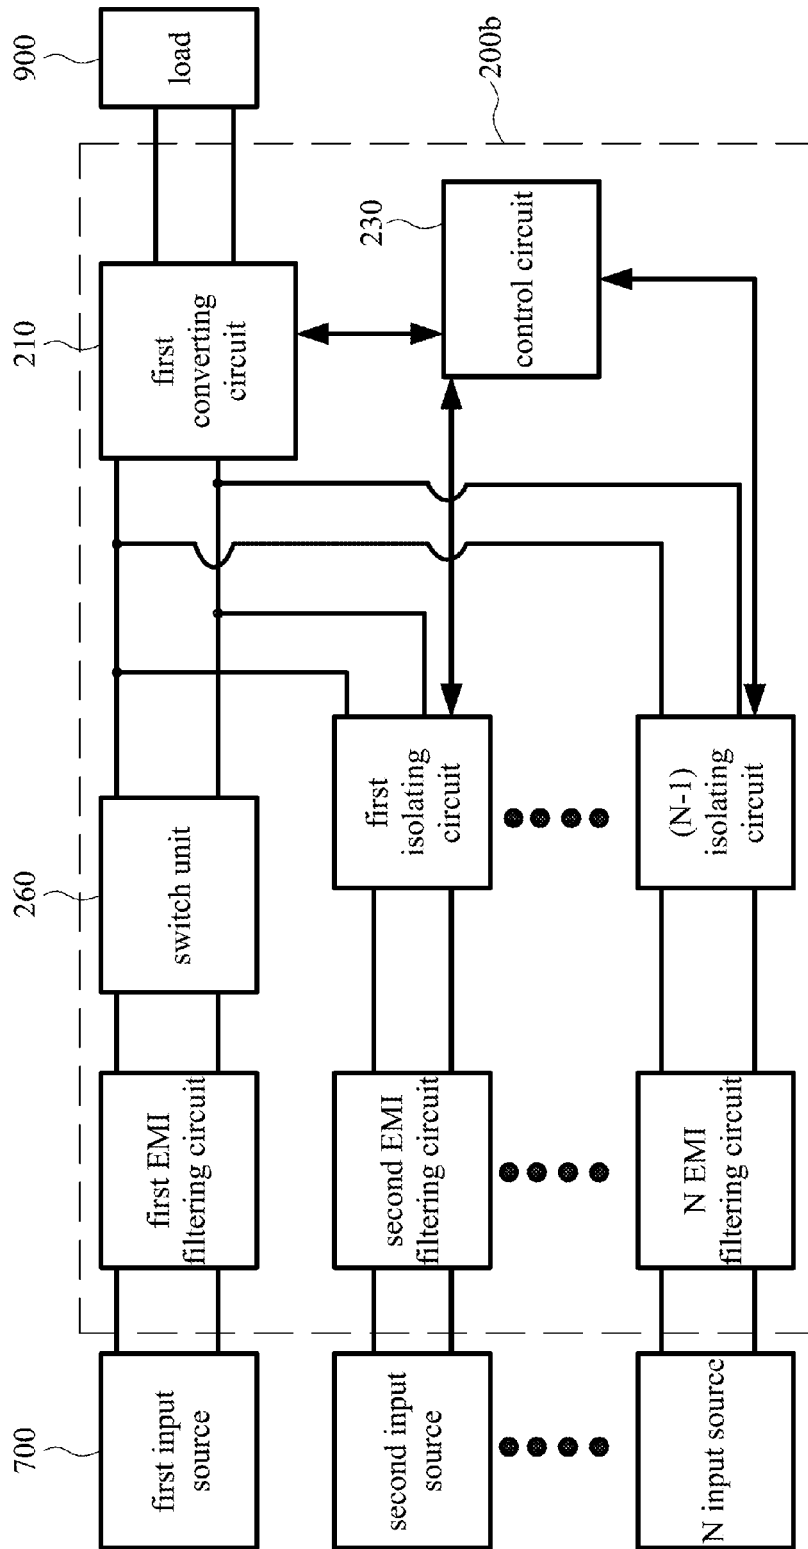 700
first input
source
first EMI
filtering circuit
260
switch unit
210
first
converting
circuit
900
load
second input
source
second EMI
filtering circuit
first
isolating
circuit
230
control circuit
200b
N input source
N EMI
filtering circuit
(N-1)
isolating
circuit